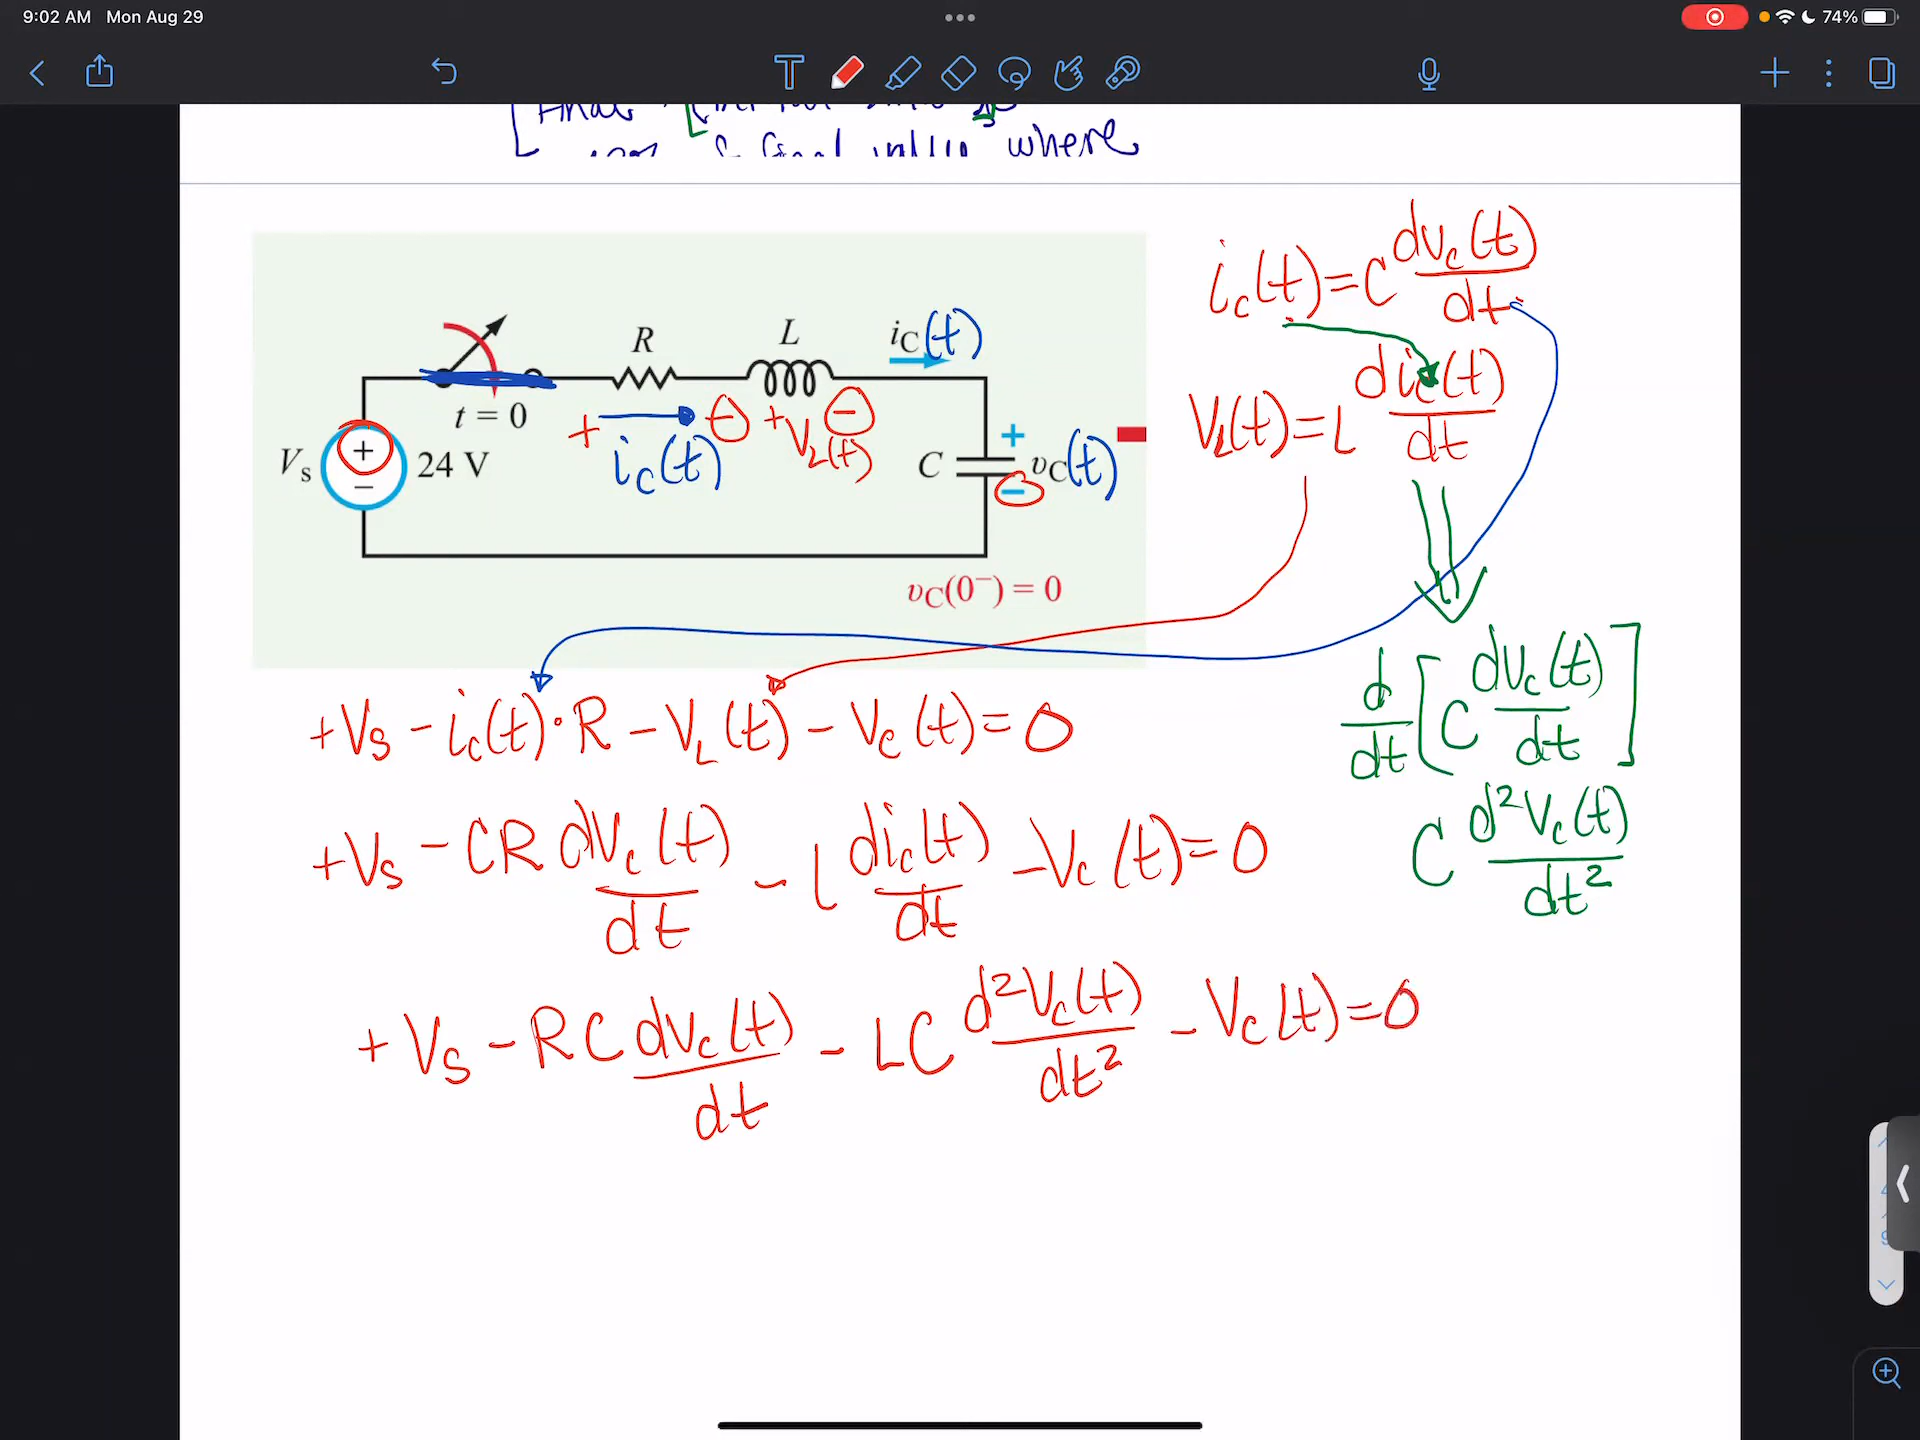 9:02 AM Mon Aug 29
74%
where
R
L
iC(t)
t = 0
Vs
+
−
24 V
+
−
+VL(t)
−
iC(t)
C
+
−
υC(t)
υC(0⁻) = 0
ic(t)=C dvc(t)/dt
VL(t)=L dic(t)/dt
d/dt [C dvc(t)/dt]
C d²Vc(t)/dt²
+Vs − ic(t)·R − VL(t) − Vc(t)=0
+Vs − CR dVc(t)/dt − L dic(t)/dt − Vc(t)=0
+Vs − RC dVc(t)/dt − LC d²Vc(t)/dt² − Vc(t)=0